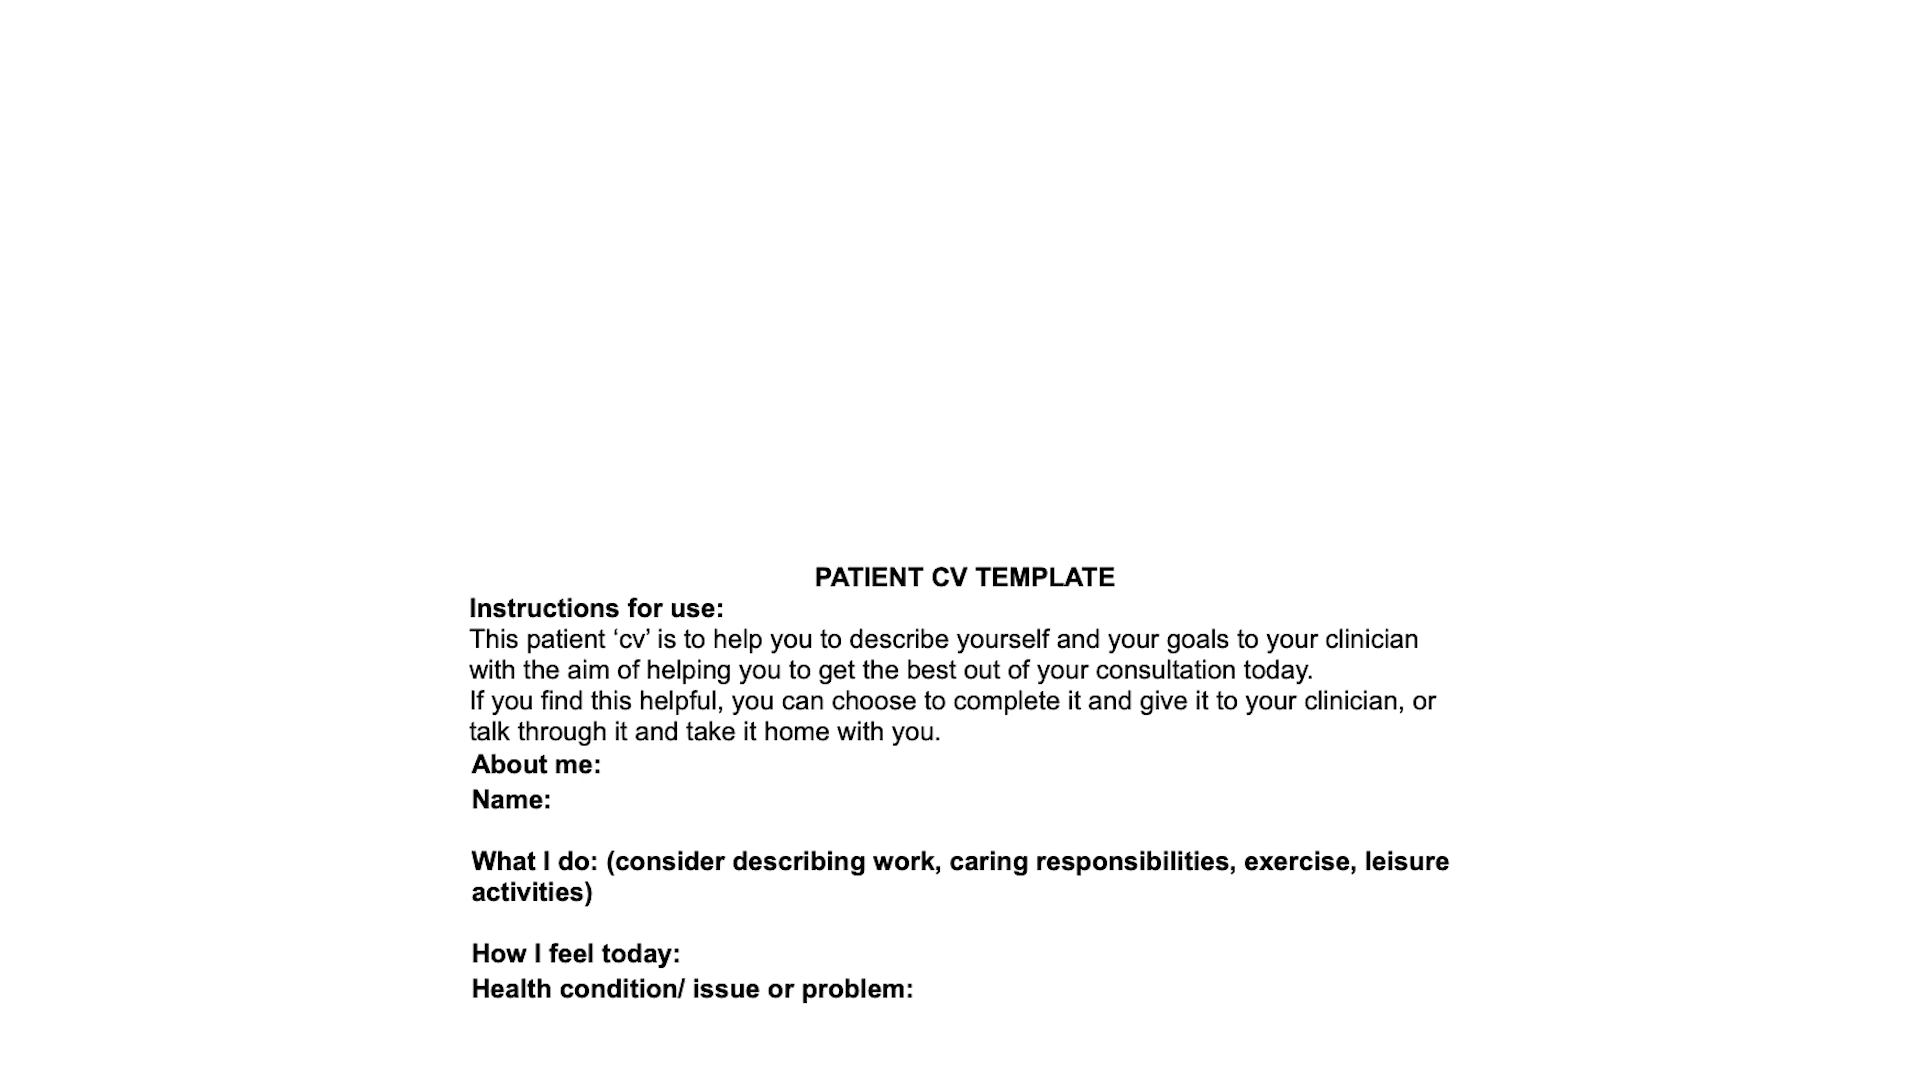 PATIENT CV TEMPLATE
Instructions for use:
This patient ‘cv’ is to help you to describe yourself and your goals to your clinician
with the aim of helping you to get the best out of your consultation today.
If you find this helpful, you can choose to complete it and give it to your clinician, or
talk through it and take it home with you.
About me:
Name:
What I do: (consider describing work, caring responsibilities, exercise, leisure
activities)
How I feel today:
Health condition/ issue or problem: